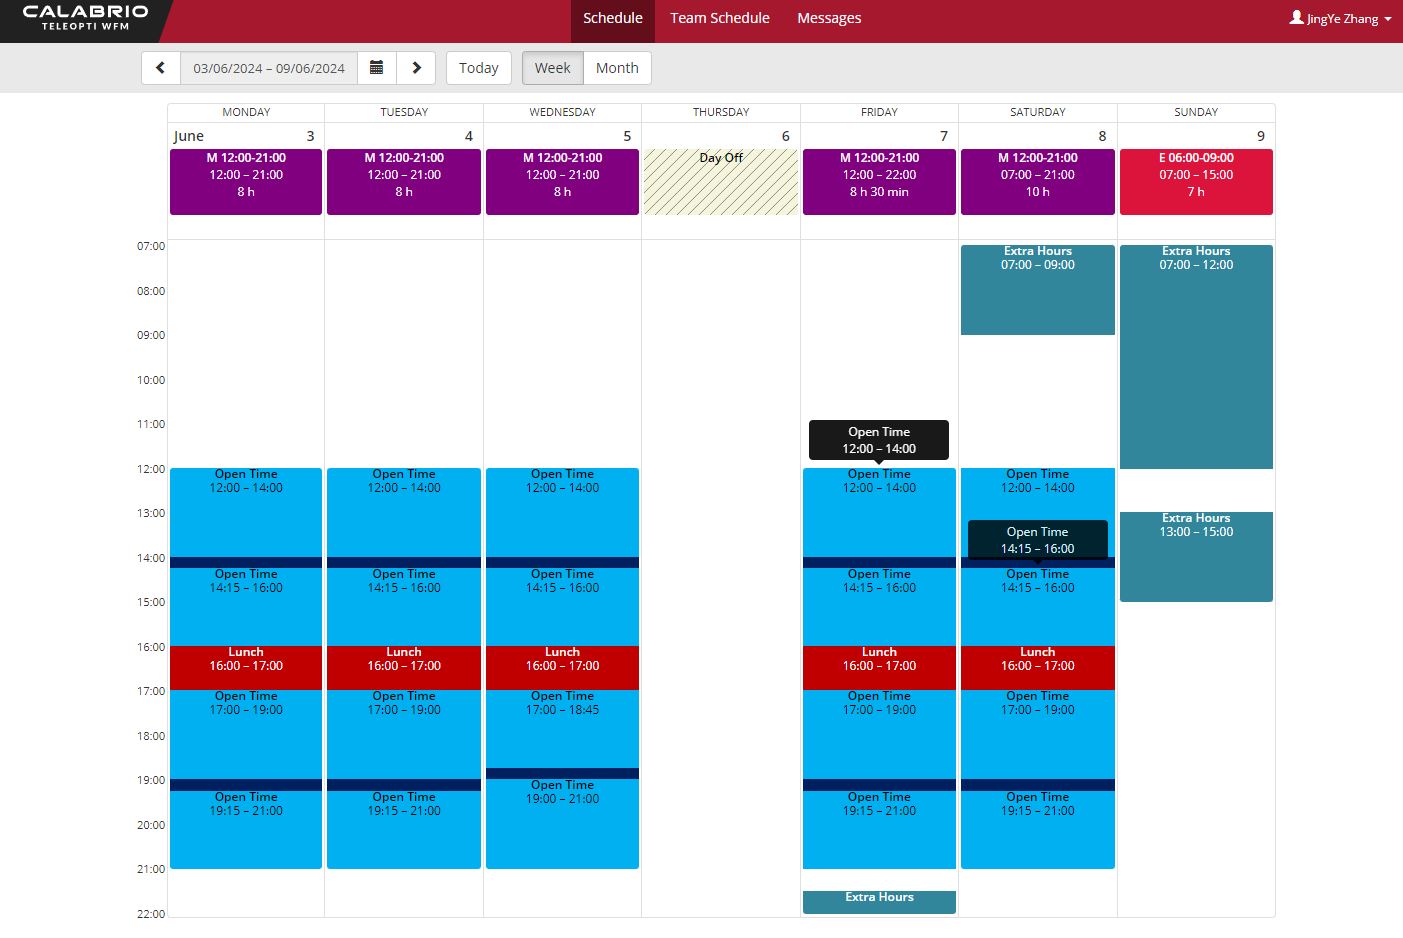 CALABRIO
TELEOPTI WFM
Schedule
Team Schedule
Messages
JingYe Zhang
03/06/2024 – 09/06/2024
Today
Week
Month
MONDAY
TUESDAY
WEDNESDAY
THURSDAY
FRIDAY
SATURDAY
SUNDAY
June 3
4
5
6
7
8
9
M 12:00-21:00
12:00 – 21:00
8 h
M 12:00-21:00
12:00 – 21:00
8 h
M 12:00-21:00
12:00 – 21:00
8 h
Day Off
M 12:00-21:00
12:00 – 22:00
8 h 30 min
M 12:00-21:00
07:00 – 21:00
10 h
E 06:00-09:00
07:00 – 15:00
7 h
07:00
08:00
09:00
10:00
11:00
12:00
13:00
14:00
15:00
16:00
17:00
18:00
19:00
20:00
21:00
22:00
Open Time
12:00 – 14:00
Open Time
14:15 – 16:00
Lunch
16:00 – 17:00
Open Time
17:00 – 19:00
Open Time
19:15 – 21:00
Open Time
12:00 – 14:00
Open Time
14:15 – 16:00
Lunch
16:00 – 17:00
Open Time
17:00 – 19:00
Open Time
19:15 – 21:00
Open Time
12:00 – 14:00
Open Time
14:15 – 16:00
Lunch
16:00 – 17:00
Open Time
17:00 – 18:45
Open Time
19:00 – 21:00
Open Time
12:00 – 14:00
Open Time
12:00 – 14:00
Open Time
14:15 – 16:00
Lunch
16:00 – 17:00
Open Time
17:00 – 19:00
Open Time
19:15 – 21:00
Extra Hours
Extra Hours
07:00 – 09:00
Open Time
12:00 – 14:00
Open Time
14:15 – 16:00
Open Time
14:15 – 16:00
Lunch
16:00 – 17:00
Open Time
17:00 – 19:00
Open Time
19:15 – 21:00
Extra Hours
07:00 – 12:00
Extra Hours
13:00 – 15:00